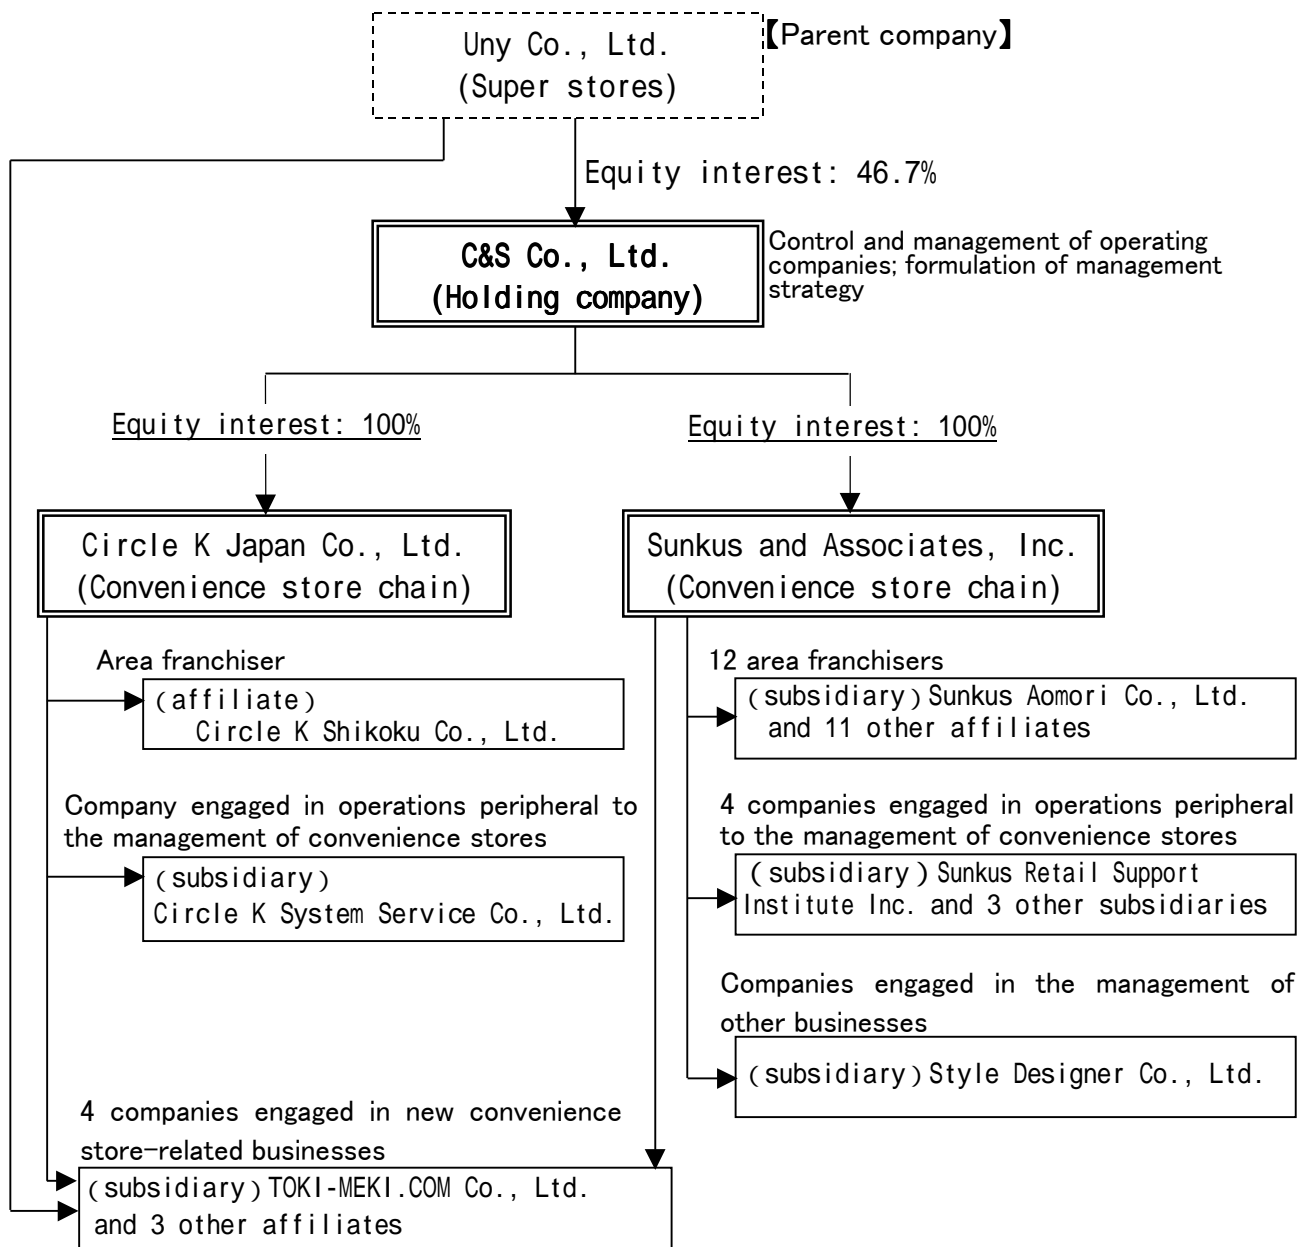 Uny Co., Ltd.
(Super stores)
【Parent company】
Equity interest: 46.7%
C&S Co., Ltd.
(Holding company)
Control and management of operating
companies; formulation of management
strategy
Equity interest: 100%
Equity interest: 100%
Circle K Japan Co., Ltd.
(Convenience store chain)
Sunkus and Associates, Inc.
(Convenience store chain)
Area franchiser
(affiliate)
Circle K Shikoku Co., Ltd.
Company engaged in operations peripheral to
the management of convenience stores
(subsidiary)
Circle K System Service Co., Ltd.
12 area franchisers
(subsidiary) Sunkus Aomori Co., Ltd.
and 11 other affiliates
4 companies engaged in operations peripheral
to the management of convenience stores
(subsidiary) Sunkus Retail Support
Institute Inc. and 3 other subsidiaries
Companies engaged in the management of
other businesses
(subsidiary) Style Designer Co., Ltd.
4 companies engaged in new convenience
store-related businesses
(subsidiary) TOKI-MEKI.COM Co., Ltd.
and 3 other affiliates